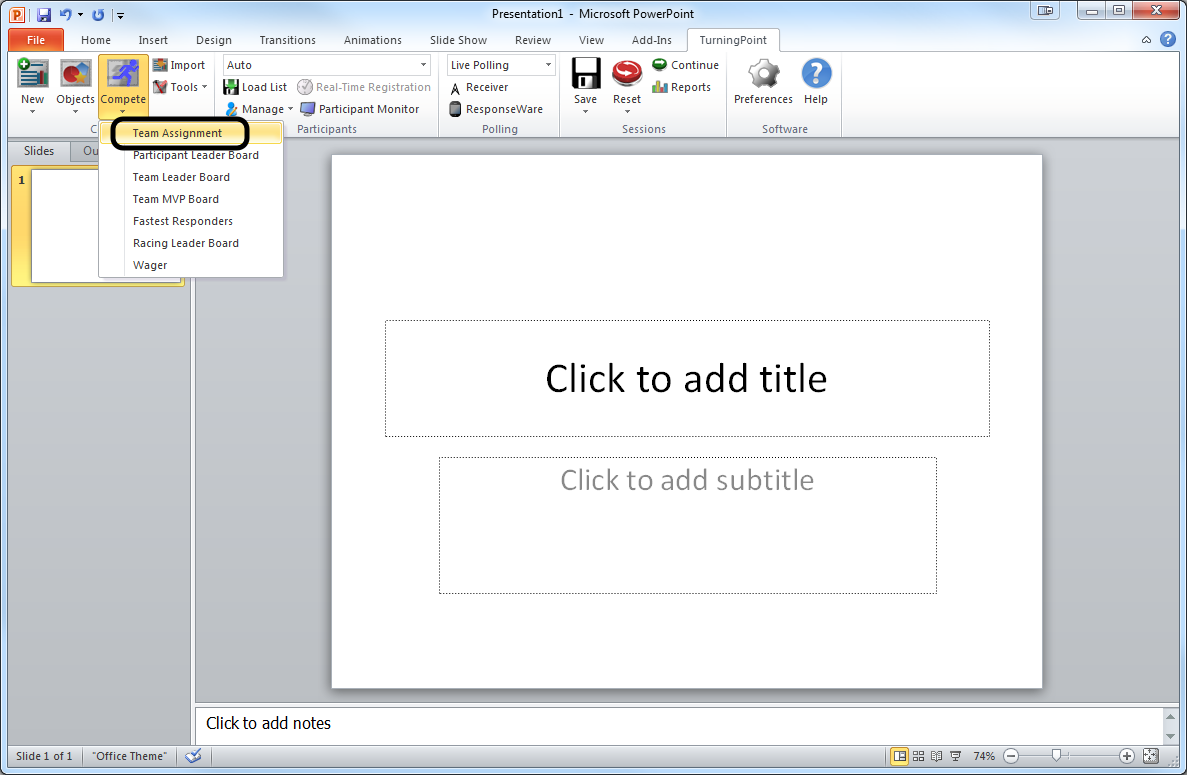 Presentation1 - Microsoft PowerPoint
File Home Insert Design Transitions Animations Slide Show Review View Add-Ins TurningPoint
New Objects Compete Import Tools
Auto
Load List Real-Time Registration
Manage Participant Monitor
Participants
Live Polling
Receiver
ResponseWare
Polling
Save Reset Continue Reports
Sessions
Preferences Help
Software
C
Team Assignment
Participant Leader Board
Team Leader Board
Team MVP Board
Fastest Responders
Racing Leader Board
Wager
Slides Ou
1
Click to add title
Click to add subtitle
Click to add notes
Slide 1 of 1 "Office Theme" 74%